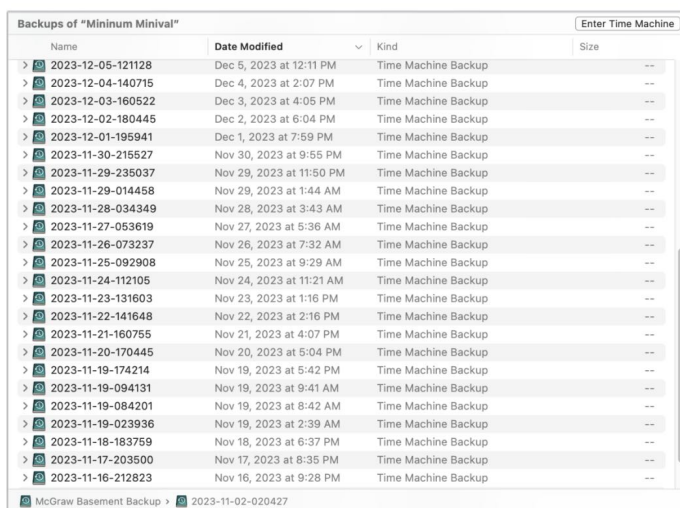 Backups of “Mininum Minival” Enter Time Machine
Name Date Modified Kind Size
2023-12-05-121128 Dec 5, 2023 at 12:11 PM Time Machine Backup --
2023-12-04-140715 Dec 4, 2023 at 2:07 PM Time Machine Backup --
2023-12-03-160522 Dec 3, 2023 at 4:05 PM Time Machine Backup --
2023-12-02-180445 Dec 2, 2023 at 6:04 PM Time Machine Backup --
2023-12-01-195941 Dec 1, 2023 at 7:59 PM Time Machine Backup --
2023-11-30-215527 Nov 30, 2023 at 9:55 PM Time Machine Backup --
2023-11-29-235037 Nov 29, 2023 at 11:50 PM Time Machine Backup --
2023-11-29-014458 Nov 29, 2023 at 1:44 AM Time Machine Backup --
2023-11-28-034349 Nov 28, 2023 at 3:43 AM Time Machine Backup --
2023-11-27-053619 Nov 27, 2023 at 5:36 AM Time Machine Backup --
2023-11-26-073237 Nov 26, 2023 at 7:32 AM Time Machine Backup --
2023-11-25-092908 Nov 25, 2023 at 9:29 AM Time Machine Backup --
2023-11-24-112105 Nov 24, 2023 at 11:21 AM Time Machine Backup --
2023-11-23-131603 Nov 23, 2023 at 1:16 PM Time Machine Backup --
2023-11-22-141648 Nov 22, 2023 at 2:16 PM Time Machine Backup --
2023-11-21-160755 Nov 21, 2023 at 4:07 PM Time Machine Backup --
2023-11-20-170445 Nov 20, 2023 at 5:04 PM Time Machine Backup --
2023-11-19-174214 Nov 19, 2023 at 5:42 PM Time Machine Backup --
2023-11-19-094131 Nov 19, 2023 at 9:41 AM Time Machine Backup --
2023-11-19-084201 Nov 19, 2023 at 8:42 AM Time Machine Backup --
2023-11-19-023936 Nov 19, 2023 at 2:39 AM Time Machine Backup --
2023-11-18-183759 Nov 18, 2023 at 6:37 PM Time Machine Backup --
2023-11-17-203500 Nov 17, 2023 at 8:35 PM Time Machine Backup --
2023-11-16-212823 Nov 16, 2023 at 9:28 PM Time Machine Backup --
McGraw Basement Backup › 2023-11-02-020427